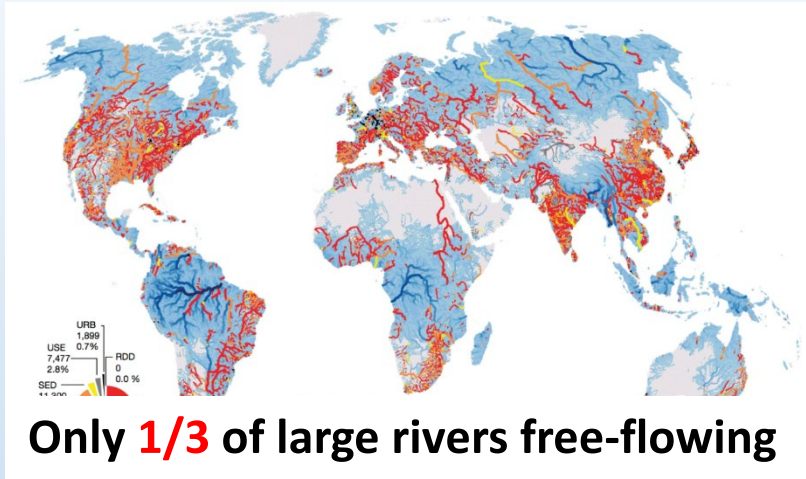 URB
1,899
0.7%
USE
7,477
2.8%
RDD
0
0.0 %
SED
Only 1/3 of large rivers free-flowing